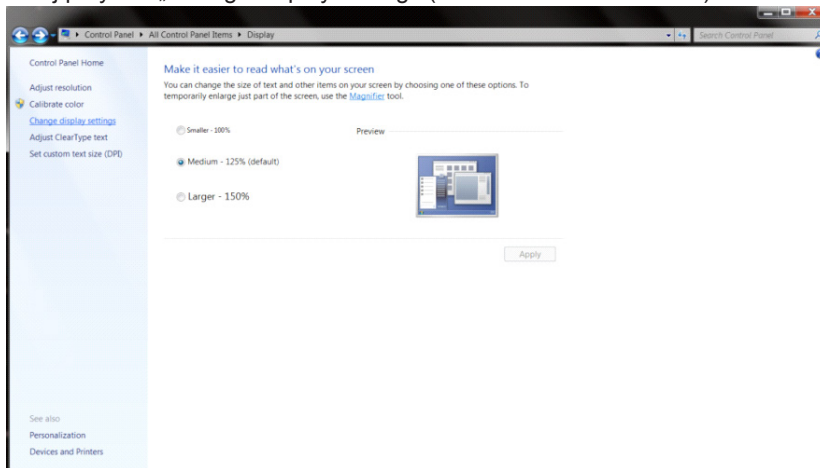 Control Panel ▸ All Control Panel Items ▸ Display
Search Control Panel
Control Panel Home
Adjust resolution
Calibrate color
Change display settings
Adjust ClearType text
Set custom text size (DPI)
See also
Personalization
Devices and Printers
Make it easier to read what's on your screen
You can change the size of text and other items on your screen by choosing one of these options. To
temporarily enlarge just part of the screen, use the Magnifier tool.
Smaller - 100%
Preview
Medium - 125% (default)
Larger - 150%
Apply